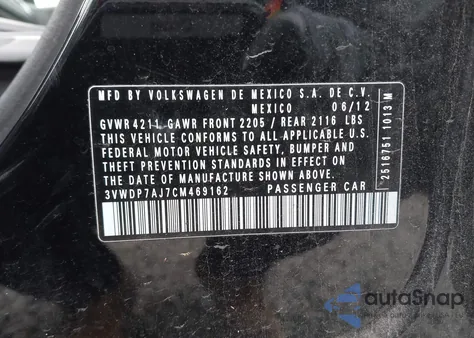 MFD. BY VOLKSWAGEN DE MEXICO S.A. DE C.V.
MEXICO 06/12
GVWR 4211 GAWR FRONT 2205 / REAR 2116 LBS
THIS VEHICLE CONFORMS TO ALL APPLICABLE U.S.
FEDERAL MOTOR VEHICLE SAFETY, BUMPER AND
THEFT PREVENTION STANDARDS IN EFFECT ON
THE DATE OF MANUFACTURE SHOWN ABOVE.
3VWDP7AJ7CM469162 PASSENGER CAR
2516751 1013 M
autoSnap